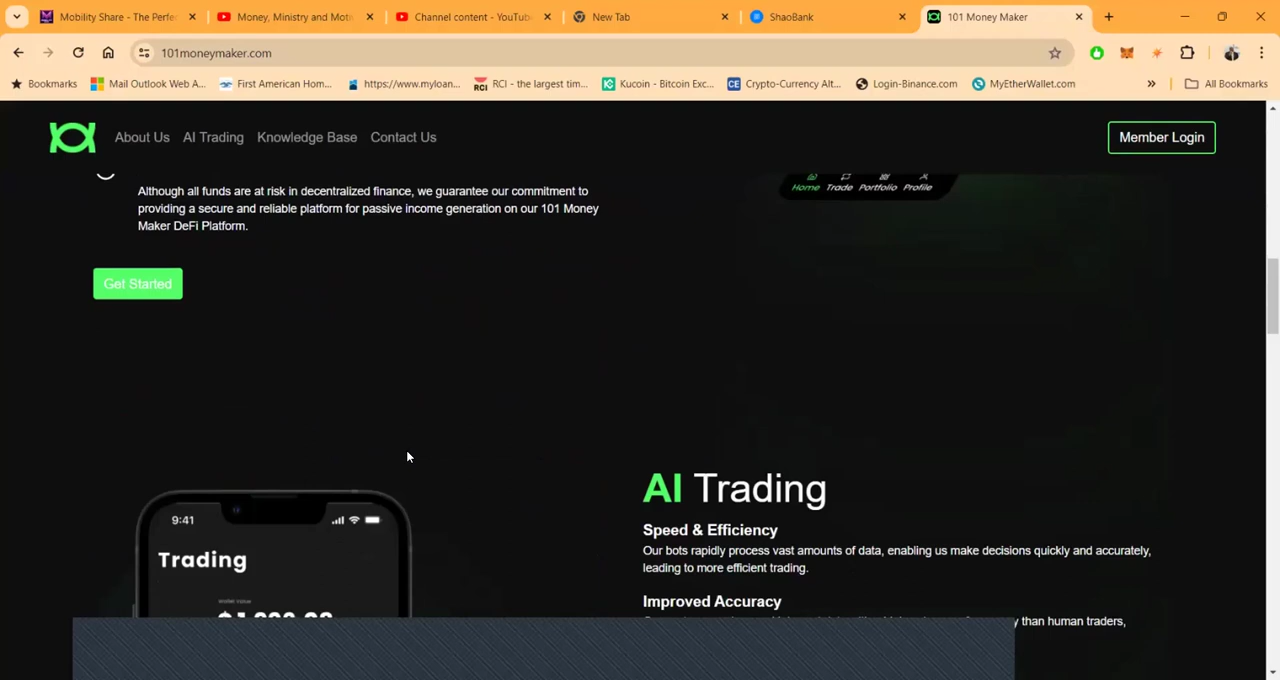 Mobility Share - The Perfe
Money, Ministry and Moti
Channel content - YouTub
New Tab
ShaoBank
101 Money Maker
101moneymaker.com
Bookmarks
Mail Outlook Web A...
First American Hom...
https://www.myloan...
RCI
RCI - the largest tim...
Kucoin - Bitcoin Exc...
CE
Crypto-Currency Alt...
Login-Binance.com
MyEtherWallet.com
All Bookmarks
About Us
AI Trading
Knowledge Base
Contact Us
Member Login
Although all funds are at risk in decentralized finance, we guarantee our commitment to
providing a secure and reliable platform for passive income generation on our 101 Money
Maker DeFi Platform.
Home Trade Portfolio Profile
Get Started
AI Trading
9:41
Trading
Speed & Efficiency
Our bots rapidly process vast amounts of data, enabling us make decisions quickly and accurately,
leading to more efficient trading.
Improved Accuracy
y than human traders,